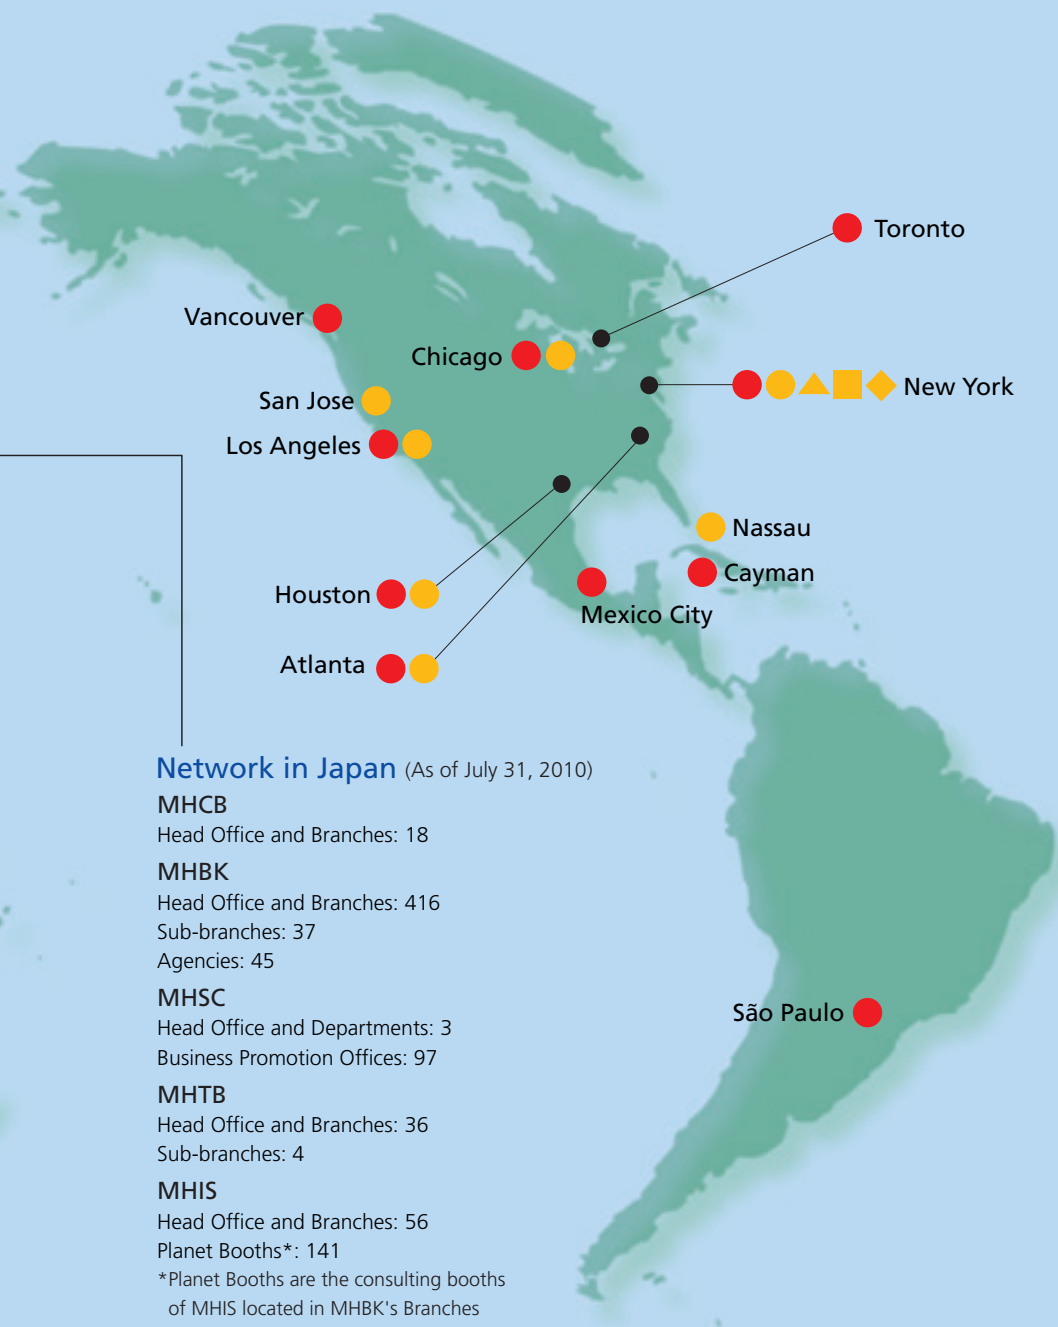 Toronto
Vancouver
Chicago
New York
San Jose
Los Angeles
Nassau
Cayman
Houston
Mexico City
Atlanta
Network in Japan (As of July 31, 2010)
MHCB
Head Office and Branches: 18
MHBK
Head Office and Branches: 416
Sub-branches: 37
Agencies: 45
MHSC
Head Office and Departments: 3
Business Promotion Offices: 97
MHTB
Head Office and Branches: 36
Sub-branches: 4
MHIS
Head Office and Branches: 56
Planet Booths*: 141
*Planet Booths are the consulting booths
of MHIS located in MHBK's Branches
São Paulo